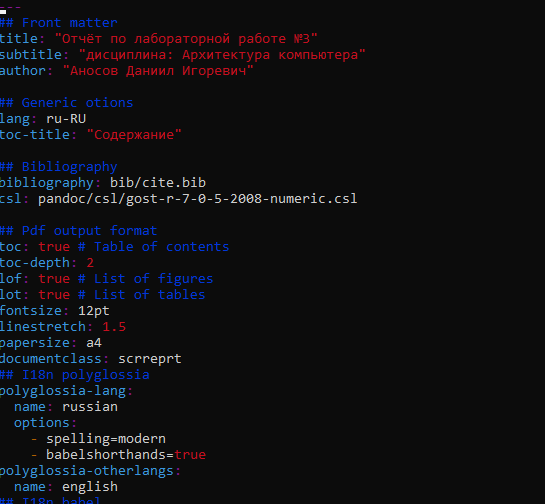 ---
## Front matter
title: "Отчёт по лабораторной работе №3"
subtitle: "дисциплина: Архитектура компьютера"
author: "Аносов Даниил Игоревич"
## Generic otions
lang: ru-RU
toc-title: "Содержание"
## Bibliography
bibliography: bib/cite.bib
csl: pandoc/csl/gost-r-7-0-5-2008-numeric.csl
## Pdf output format
toc: true # Table of contents
toc-depth: 2
lof: true # List of figures
lot: true # List of tables
fontsize: 12pt
linestretch: 1.5
papersize: a4
documentclass: scrreprt
## I18n polyglossia
polyglossia-lang:
  name: russian
  options:
    - spelling=modern
    - babelshorthands=true
polyglossia-otherlangs:
  name: english
## I18n babel